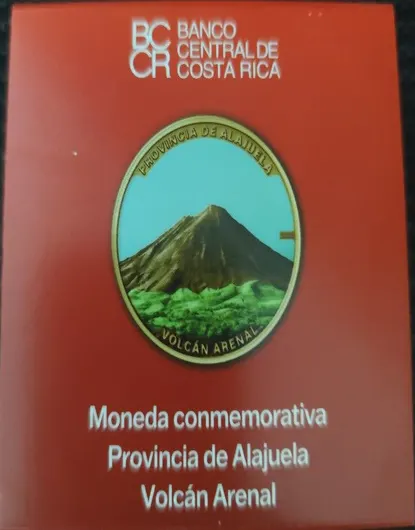 BC CR
BANCO
CENTRAL DE
COSTA RICA
PROVINCIA DE ALAJUELA
VOLCÁN ARENAL
Moneda conmemorativa
Provincia de Alajuela
Volcán Arenal